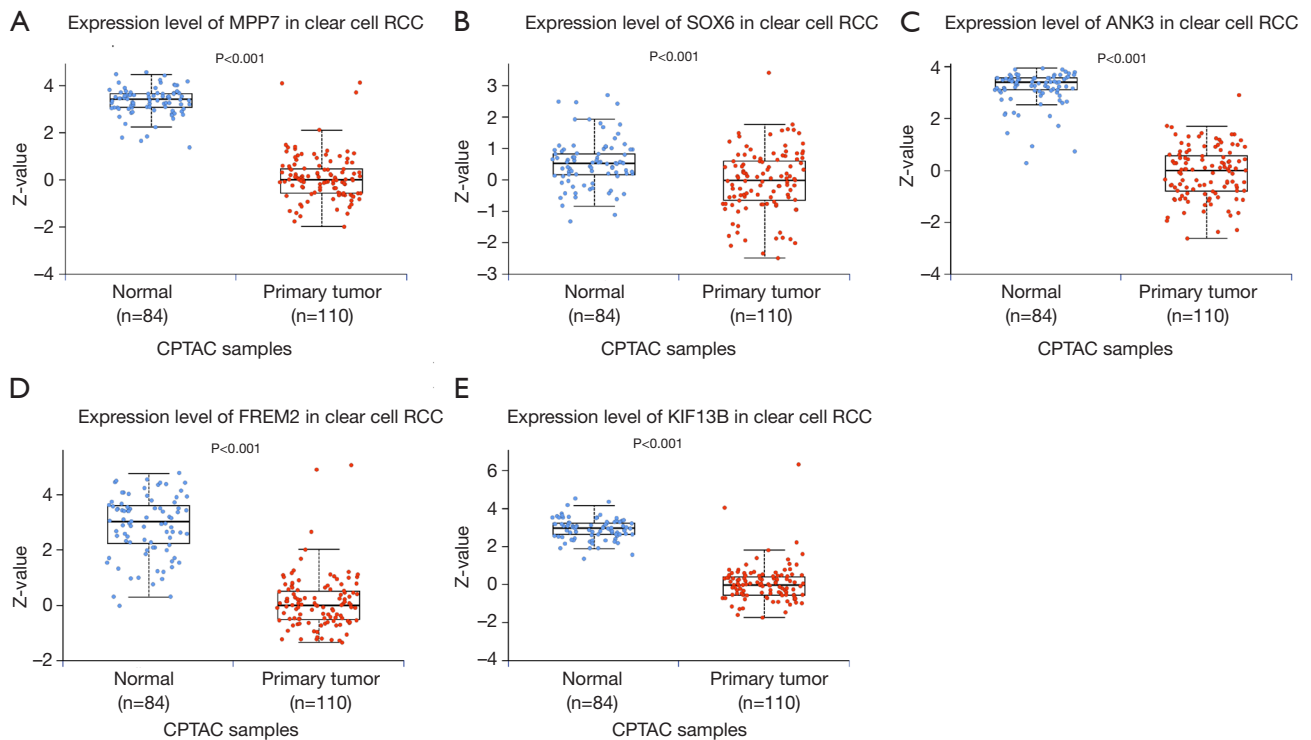 A
Expression level of MPP7 in clear cell RCC
P<0.001
Z-value
4
2
0
−2
−4
Normal
(n=84)
Primary tumor
(n=110)
CPTAC samples
B
Expression level of SOX6 in clear cell RCC
P<0.001
Z-value
3
2
1
0
−1
−2
−3
Normal
(n=84)
Primary tumor
(n=110)
CPTAC samples
C
Expression level of ANK3 in clear cell RCC
P<0.001
Z-value
4
2
0
−2
−4
Normal
(n=84)
Primary tumor
(n=110)
CPTAC samples
D
Expression level of FREM2 in clear cell RCC
P<0.001
Z-value
4
2
0
−2
Normal
(n=84)
Primary tumor
(n=110)
CPTAC samples
E
Expression level of KIF13B in clear cell RCC
P<0.001
Z-value
6
4
2
0
−2
−4
Normal
(n=84)
Primary tumor
(n=110)
CPTAC samples